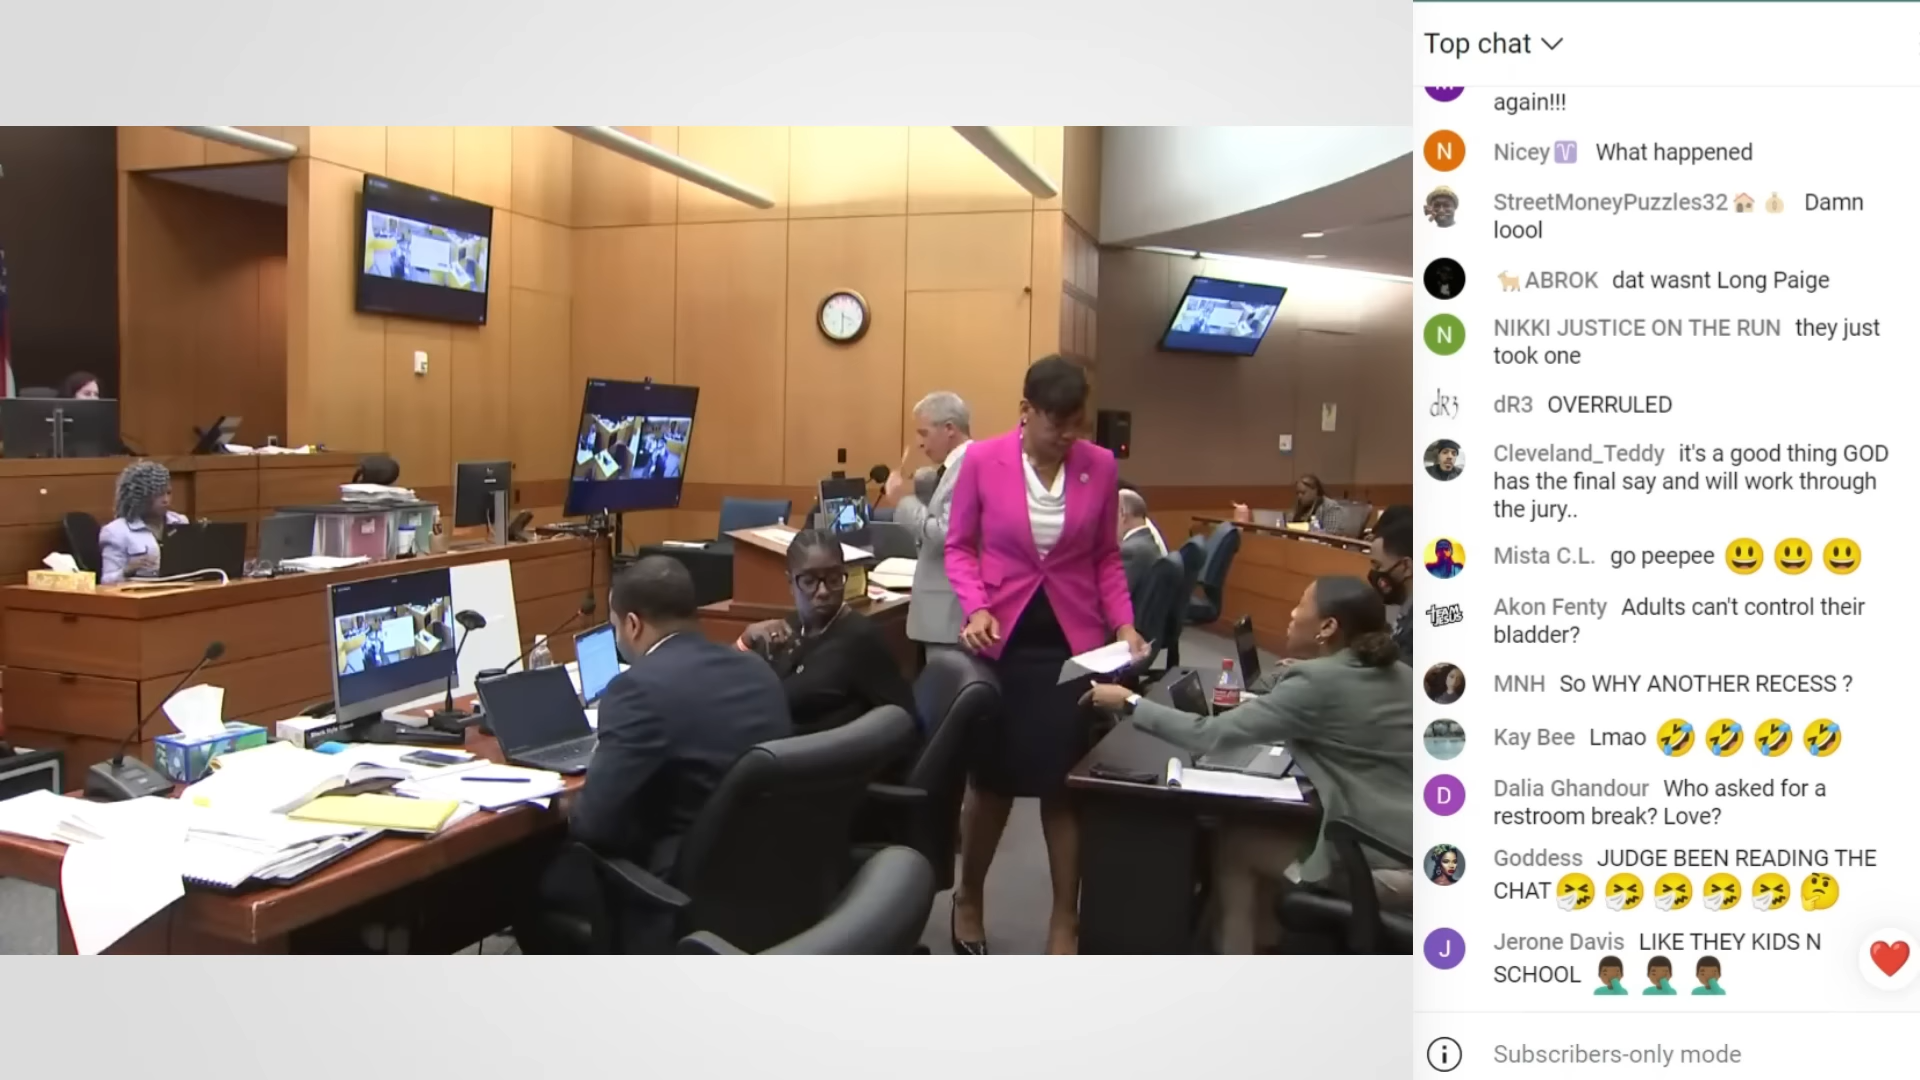 Top chat
again!!!
Nicey What happened
StreetMoneyPuzzles32 Damn
loool
ABROK dat wasnt Long Paige
N
NIKKI JUSTICE ON THE RUN they just
took one
N
dR3
dR3 OVERRULED
Cleveland_Teddy it's a good thing GOD
has the final say and will work through
the jury..
Mista C.L. go peepee
TEAM JESUS
Akon Fenty Adults can't control their
bladder?
MNH So WHY ANOTHER RECESS ?
Kay Bee Lmao
D
Dalia Ghandour Who asked for a
restroom break? Love?
Goddess JUDGE BEEN READING THE
CHAT
J
Jerone Davis LIKE THEY KIDS N
SCHOOL
Subscribers-only mode